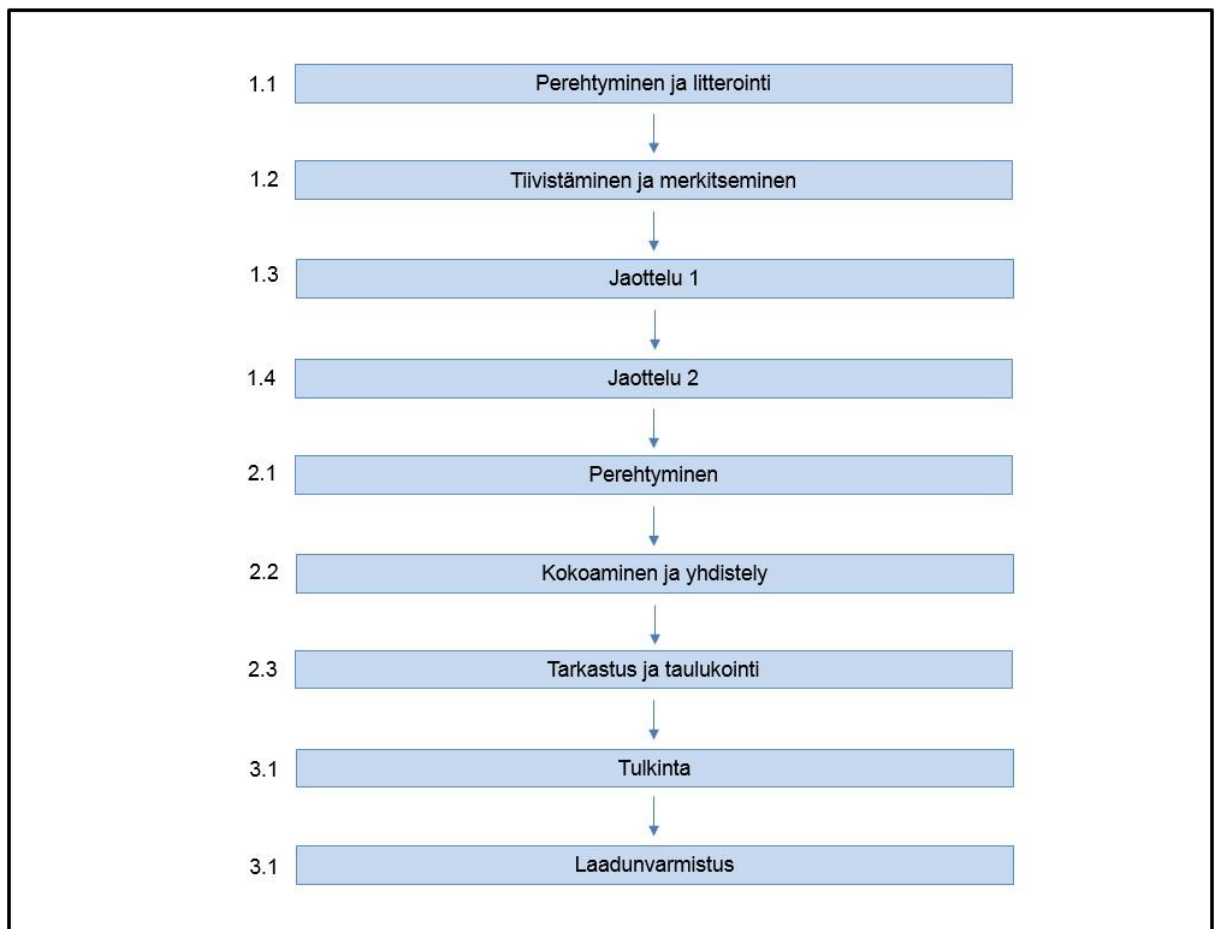 1.1 Perehtyminen ja litterointi
1.2 Tiivistäminen ja merkitseminen
1.3 Jaottelu 1
1.4 Jaottelu 2
2.1 Perehtyminen
2.2 Kokoaminen ja yhdistely
2.3 Tarkastus ja taulukointi
3.1 Tulkinta
3.1 Laadunvarmistus